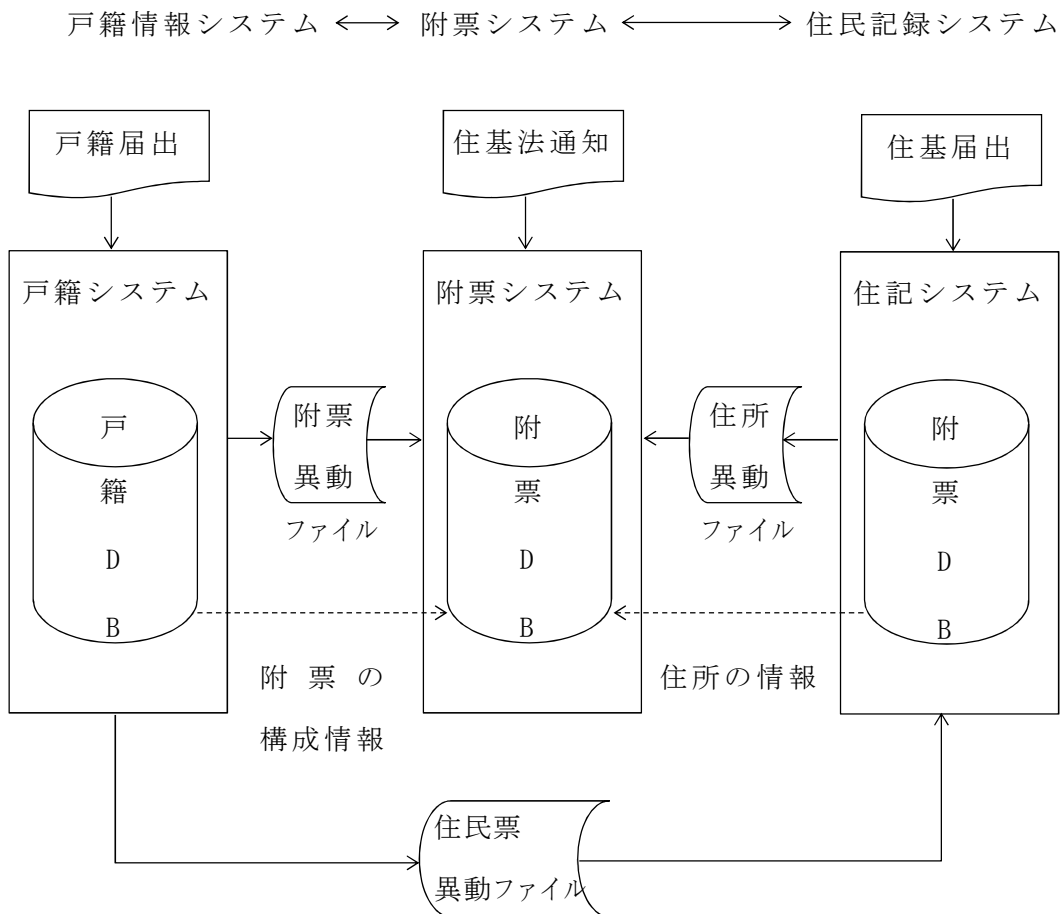 戸籍情報システム ⟷ 附票システム ⟷ 住民記録システム
戸籍届出
住基法通知
住基届出
戸籍システム
附票システム
住記システム
戸
籍
D
B
附票
異動
ファイル
附
票
D
B
住所
異動
ファイル
附
票
D
B
附票の
構成情報
住所の情報
住民票
異動ファイル